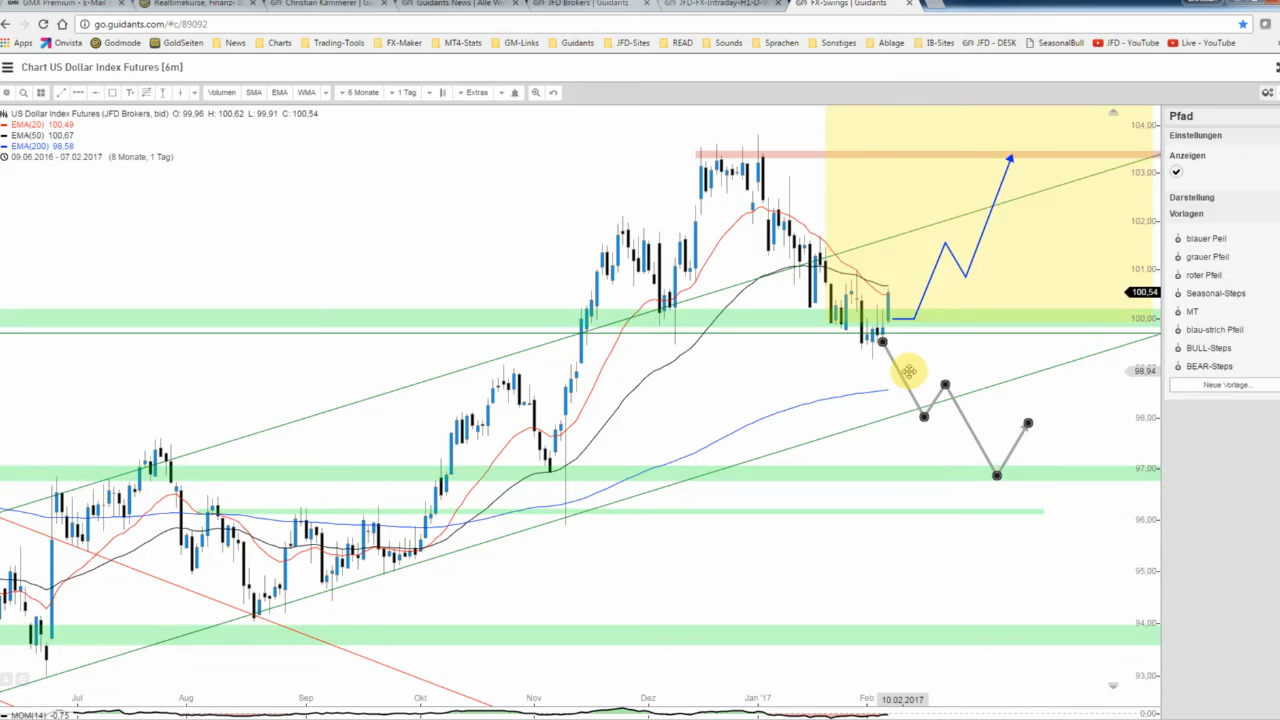 GMX Premium - E-Mail
Realtimekurse, Finanz-
Christian Kämmerer | Gui
Guidants News | Alle Wi
JFD Brokers | Guidants
JFD-FX-Intraday-H1-D-
FX-Swings | Guidants
go.guidants.com/#c/89092
Apps Onvista Godmode GoldSeiten News Charts Trading-Tools FX-Maker MT4-Stats GM-Links Guidants JFD-Sites READ Sounds Sprachen Sonstiges Ablage IB-Sites JFD - DESK SeasonalBull JFD - YouTube Live - YouTube
Chart US Dollar Index Futures [6m]
Volumen SMA EMA WMA 6 Monate 1 Tag Extras
US Dollar Index Futures (JFD Brokers, bid) O: 99,96 H: 100,62 L: 99,91 C: 100,54
EMA(20) 100,49
EMA(50) 100,67
EMA(200) 98,58
09.06.2016 - 07.02.2017 (8 Monate, 1 Tag)
104,00
103,00
102,00
101,00
100,54
100,00
98,94
98,00
97,00
96,00
95,00
94,00
93,00
0,00
Jul Aug Sep Okt Nov Dez Jan '17 Feb 10.02.2017
MOM(14) -0,75
Pfad
Einstellungen
Anzeigen
Darstellung
Vorlagen
blauer Peil
grauer Pfeil
roter Pfeil
Seasonal-Steps
MT
blau-strich Pfeil
BULL-Steps
BEAR-Steps
Neue Vorlage...